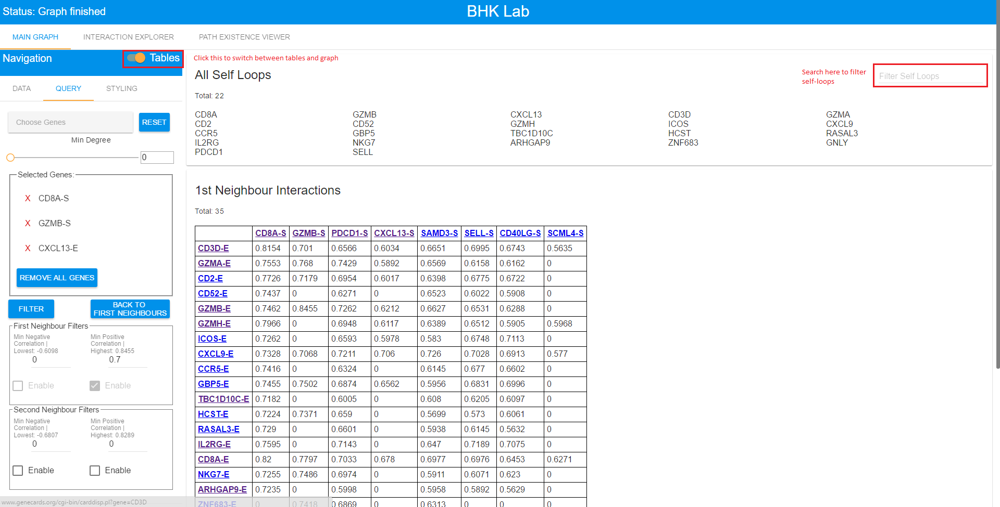 Status: Graph finished
BHK Lab
MAIN GRAPH INTERACTION EXPLORER PATH EXISTENCE VIEWER
Navigation
Tables
Click this to switch between tables and graph
DATA QUERY STYLING
Choose Genes
RESET
Min Degree
0
Selected Genes:
X CD8A-S
X GZMB-S
X CXCL13-E
REMOVE ALL GENES
FILTER
BACK TO
FIRST NEIGHBOURS
First Neighbour Filters
Min Negative
Correlation |
Lowest: -0.6098
0
Enable
Min Positive
Correlation |
Highest: 0.8455
0.7
Enable
Second Neighbour Filters
Min Negative
Correlation |
Lowest: -0.6807
0
Enable
Min Positive
Correlation |
Highest: 0.8289
0
Enable
www.genecards.org/cgi-bin/carddisp.pl?gene=CD3D
All Self Loops
Search here to filter
self-loops
Filter Self Loops
Total: 22
CD8A GZMB CXCL13 CD3D GZMA
CD2 CD52 GZMH ICOS CXCL9
CCR5 GBP5 TBC1D10C HCST RASAL3
IL2RG NKG7 ARHGAP9 ZNF683 GNLY
PDCD1 SELL
1st Neighbour Interactions
Total: 35
CD8A-S GZMB-S PDCD1-S CXCL13-S SAMD3-S SELL-S CD40LG-S SCML4-S
CD3D-E 0.8154 0.701 0.6566 0.6034 0.6651 0.6995 0.6743 0.5635
GZMA-E 0.7553 0.768 0.7429 0.5892 0.6569 0.6158 0.6162 0
CD2-E 0.7726 0.7179 0.6954 0.6017 0.6398 0.6775 0.6722 0
CD52-E 0.7437 0 0.6271 0 0.6523 0.6022 0.5908 0
GZMB-E 0.7462 0.8455 0.7262 0.6212 0.6627 0.6531 0.6288 0
GZMH-E 0.7966 0 0.6948 0.6117 0.6389 0.6512 0.5905 0.5968
ICOS-E 0.7262 0 0.6593 0.5978 0.583 0.6748 0.7113 0
CXCL9-E 0.7328 0.7068 0.7211 0.706 0.726 0.7028 0.6913 0.577
CCR5-E 0.7416 0 0.6324 0 0.6145 0.677 0.6602 0
GBP5-E 0.7455 0.7502 0.6874 0.6562 0.5956 0.6831 0.6996 0
TBC1D10C-E 0.7182 0 0.6005 0 0.608 0.6205 0.6097 0
HCST-E 0.7224 0.7371 0.659 0 0.5699 0.573 0.6061 0
RASAL3-E 0.729 0 0.6601 0 0.5938 0.6145 0.5632 0
IL2RG-E 0.7595 0 0.7143 0 0.647 0.7189 0.7075 0
CD8A-E 0.82 0.7797 0.7033 0.678 0.6977 0.6976 0.6453 0.6271
NKG7-E 0.7255 0.7486 0.6974 0 0.5911 0.6071 0.623 0
ARHGAP9-E 0.7235 0 0.5998 0 0.5958 0.5892 0.5629 0
ZNF683-E 0 0.7418 0.6869 0 0.6313 0 0 0